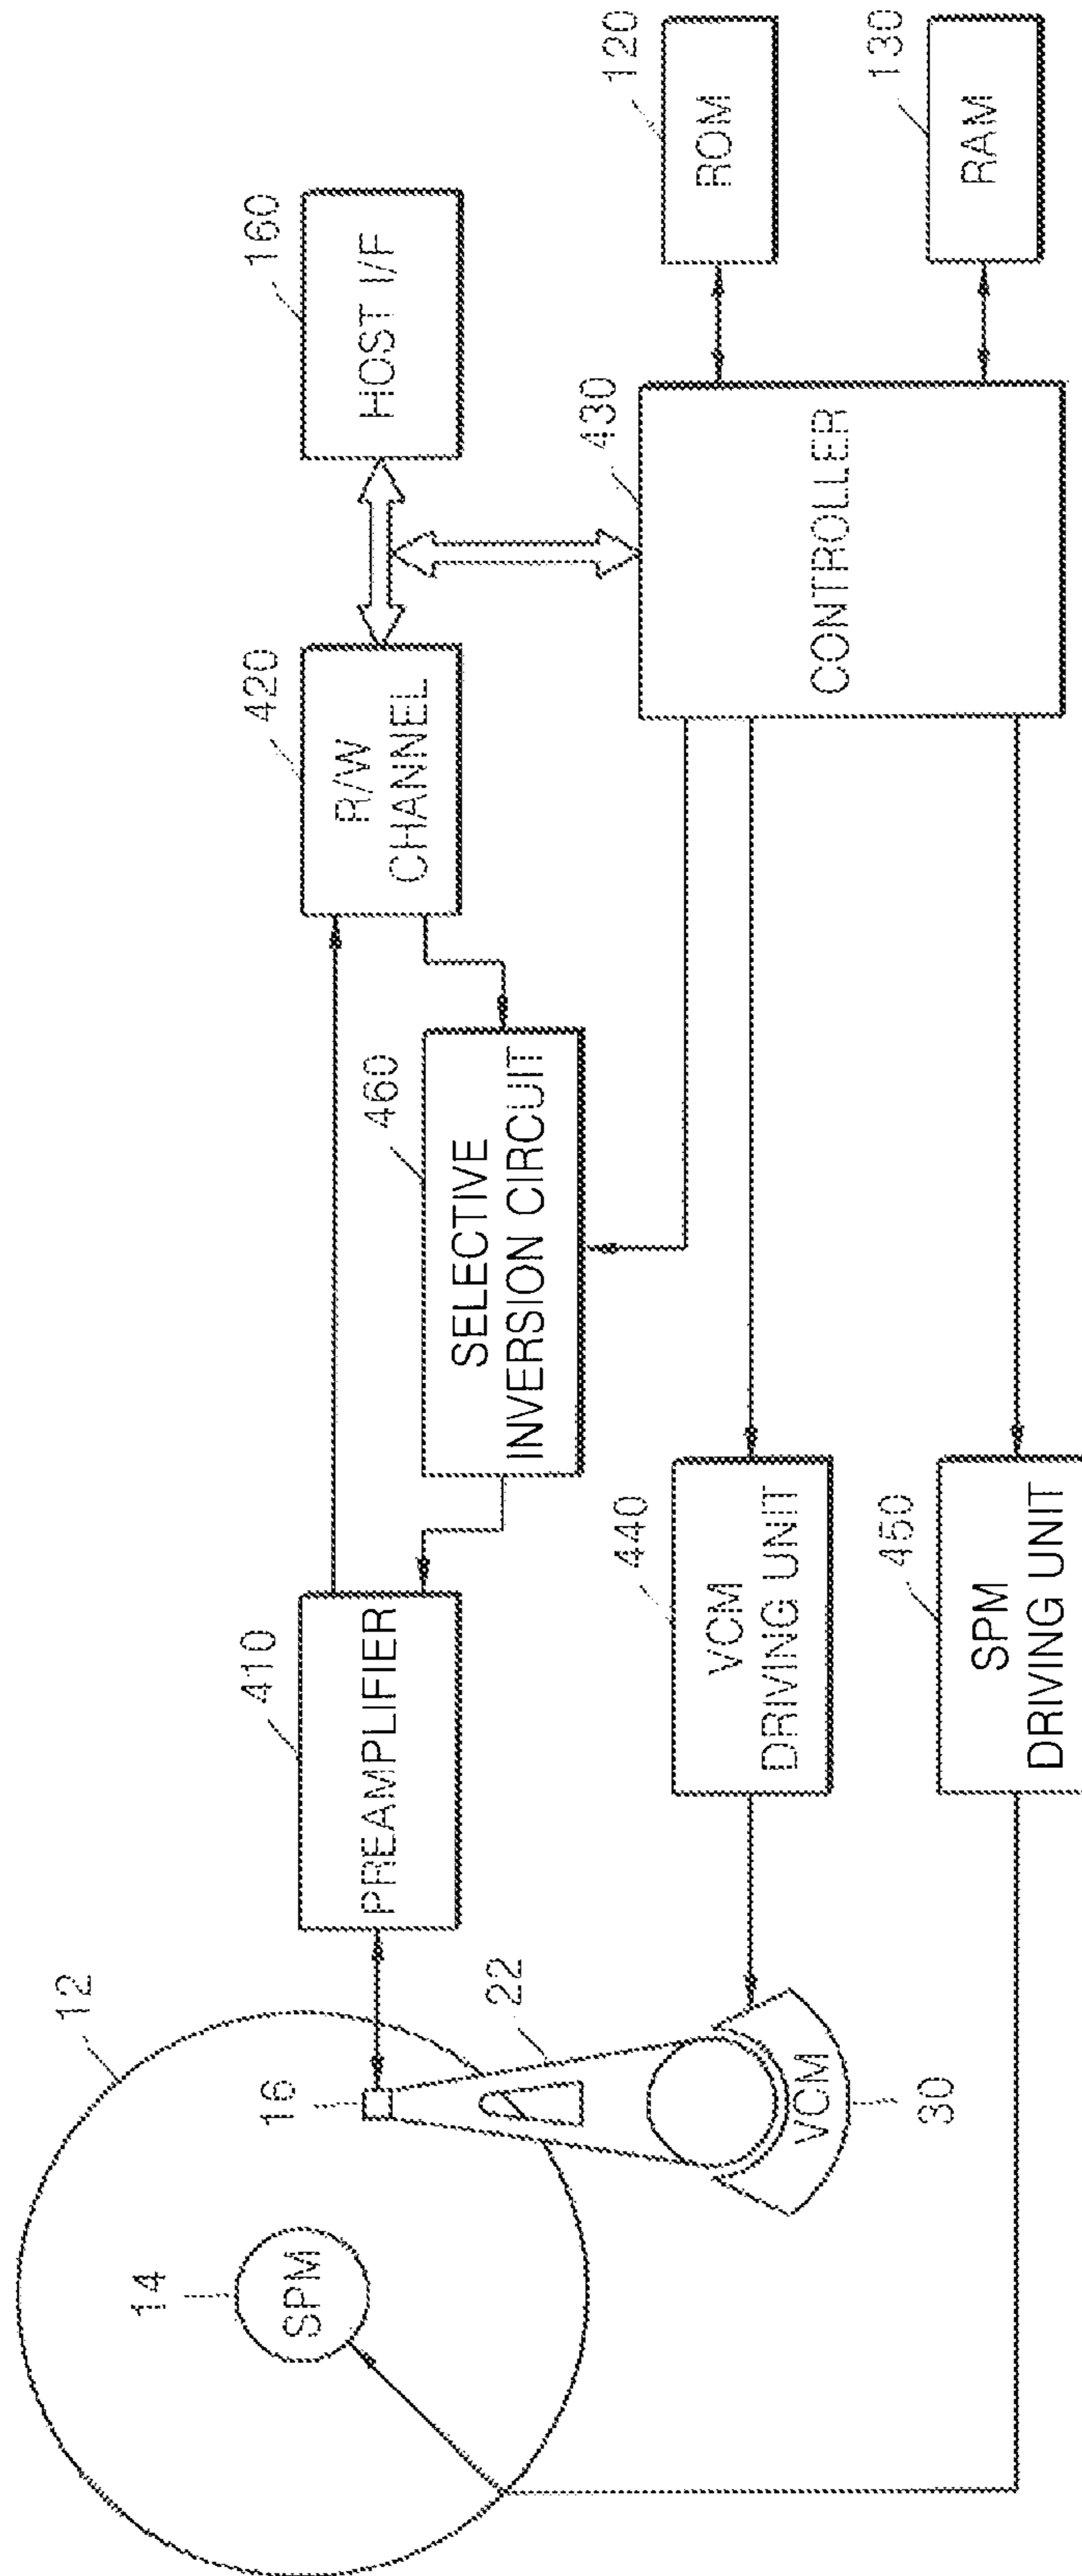 12
14
SPM
16
22
VCM
30
410
PREAMPLIFIER
460
SELECTIVE
INVERSION CIRCUIT
420
R/W
CHANNEL
160
HOST I/F
440
VCM
DRIVING UNIT
450
SPM
DRIVING UNIT
430
CONTROLLER
120
ROM
130
RAM